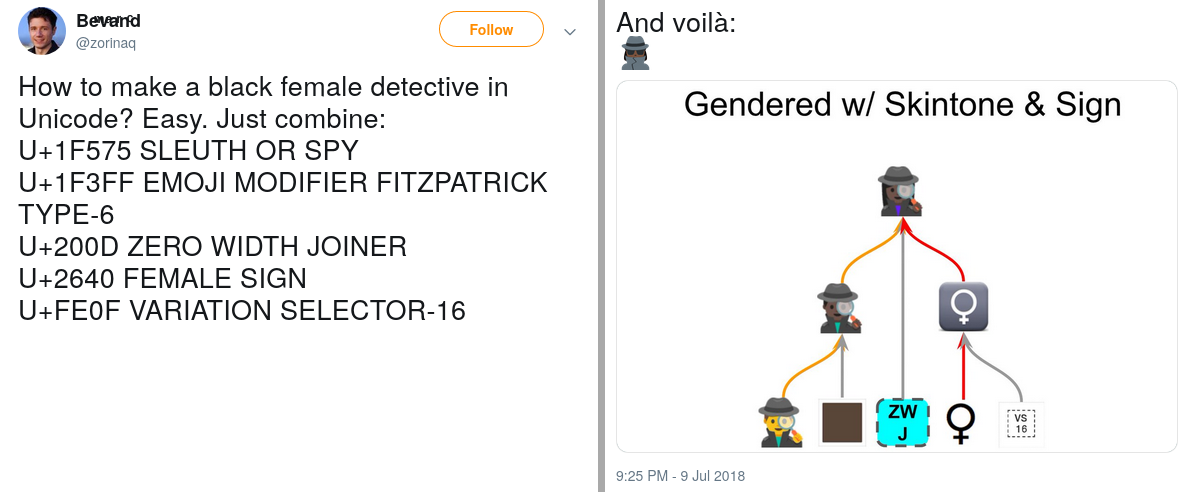 Bevand
@zorinaq
Follow
How to make a black female detective in
Unicode? Easy. Just combine:
U+1F575 SLEUTH OR SPY
U+1F3FF EMOJI MODIFIER FITZPATRICK
TYPE-6
U+200D ZERO WIDTH JOINER
U+2640 FEMALE SIGN
U+FE0F VARIATION SELECTOR-16
And voilà:
Gendered w/ Skintone & Sign
ZW
J
VS
16
9:25 PM - 9 Jul 2018